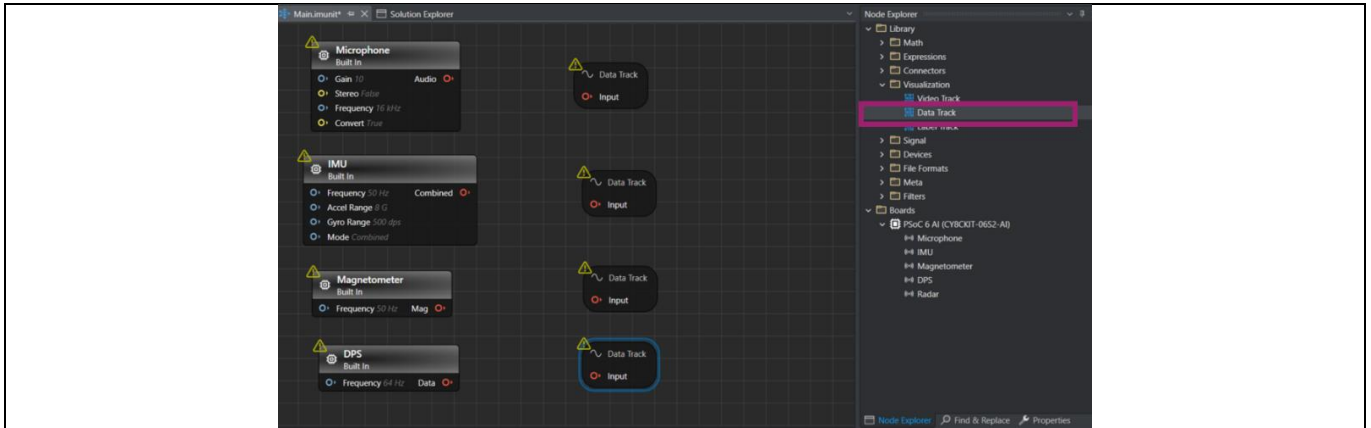 Main.imunit*
Solution Explorer
Microphone
Built In
Gain 10
Audio
Stereo False
Frequency 16 kHz
Convert True
Data Track
Input
IMU
Built In
Frequency 50 Hz
Combined
Accel Range 8 G
Gyro Range 500 dps
Mode Combined
Data Track
Input
Magnetometer
Built In
Frequency 50 Hz
Mag
Data Track
Input
DPS
Built In
Frequency 64 Hz
Data
Data Track
Input
Node Explorer
Library
Math
Expressions
Connectors
Visualization
Video Track
Data Track
Label Track
Signal
Devices
File Formats
Meta
Filters
Boards
PSoC 6 AI (CY8CKIT-062S2-AI)
Microphone
IMU
Magnetometer
DPS
Radar
Node Explorer
Find & Replace
Properties